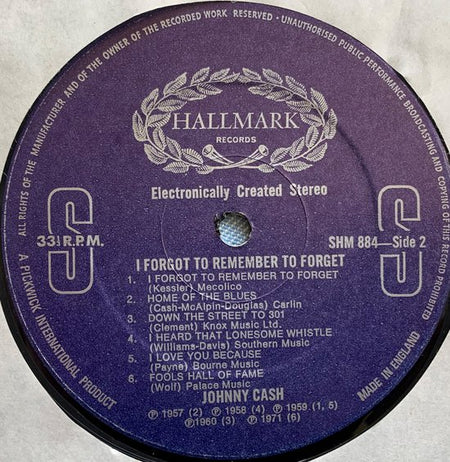 ALL RIGHTS OF THE MANUFACTURER AND OF THE OWNER OF THE RECORDED WORK RESERVED - UNAUTHORISED PUBLIC PERFORMANCE BROADCASTING AND COPYING OF THIS RECORD PROHIBITED
HALLMARK
RECORDS
Electronically Created Stereo
S S
33⅓ R.P.M.
SHM 884—Side 2
I FORGOT TO REMEMBER TO FORGET
1. I FORGOT TO REMEMBER TO FORGET
(Kessler) Mecolico
2. HOME OF THE BLUES
(Cash-McAlpin-Douglas) Carlin
3. DOWN THE STREET TO 301
(Clement) Knox Music Ltd.
4. I HEARD THAT LONESOME WHISTLE
(Williams-Davis) Southern Music
5. I LOVE YOU BECAUSE
(Payne) Bourne Music
6. FOOLS HALL OF FAME
(Wolf) Palace Music
JOHNNY CASH
℗ 1957 (2) ℗ 1958 (4) ℗ 1959 (1, 5)
℗1960 (3) ℗ 1971 (6)
A PICKWICK INTERNATIONAL PRODUCT
MADE IN ENGLAND